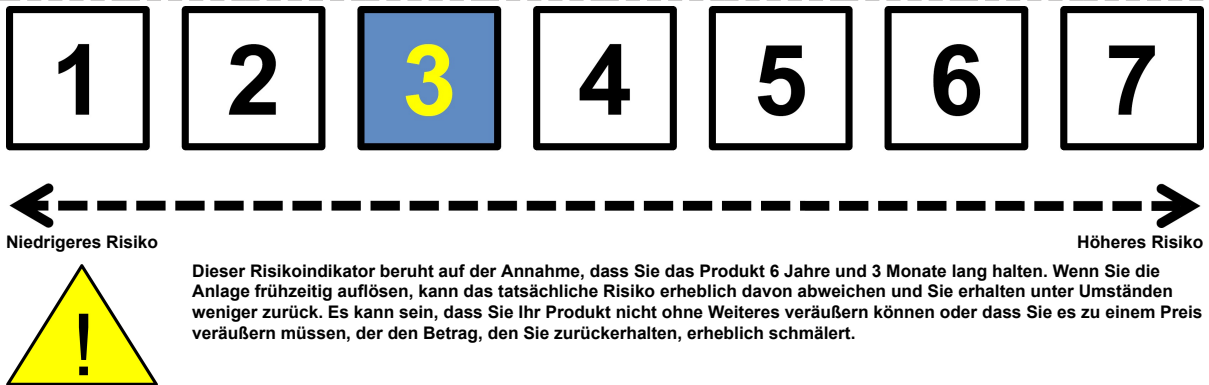 1 2 3 4 5 6 7
Niedrigeres Risiko Höheres Risiko
Dieser Risikoindikator beruht auf der Annahme, dass Sie das Produkt 6 Jahre und 3 Monate lang halten. Wenn Sie die
Anlage frühzeitig auflösen, kann das tatsächliche Risiko erheblich davon abweichen und Sie erhalten unter Umständen
weniger zurück. Es kann sein, dass Sie Ihr Produkt nicht ohne Weiteres veräußern können oder dass Sie es zu einem Preis
veräußern müssen, der den Betrag, den Sie zurückerhalten, erheblich schmälert.
!